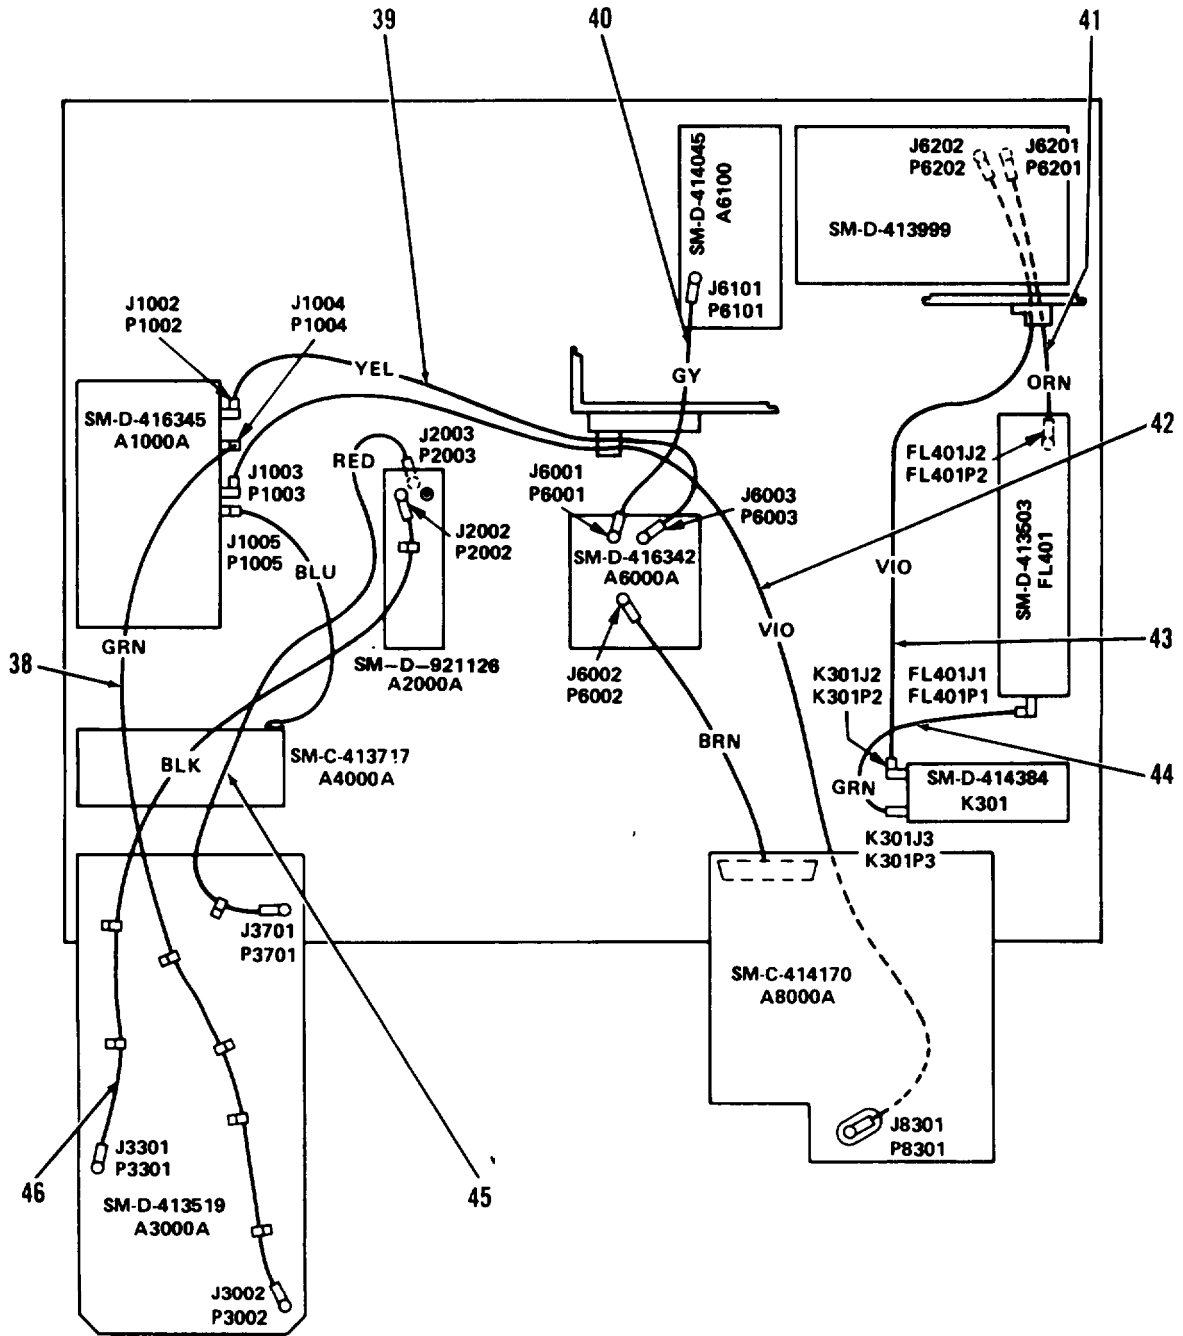 39
40
41
J6202
P6202
J6201
P6201
SM-D-414045
A6100
SM-D-413999
J6101
P6101
J1002
P1002
J1004
P1004
YEL
GY
ORN
SM-D-416345
A1000A
42
J2003
P2003
RED
FL401J2
FL401P2
J1003
P1003
J6001
P6001
J6003
P6003
J2002
P2002
J1005
P1005
BLU
SM-D-416342
A6000A
SM-D-413503
FL401
VIO
GRN
VIO
43
38
SM-D-921126
A2000A
J6002
P6002
K301J2
K301P2
FL401J1
FL401P1
BRN
SM-C-413717
A4000A
BLK
44
GRN
SM-D-414384
K301
K301J3
K301P3
J3701
P3701
SM-C-414170
A8000A
J8301
P8301
J3301
P3301
46
45
SM-D-413519
A3000A
J3002
P3002